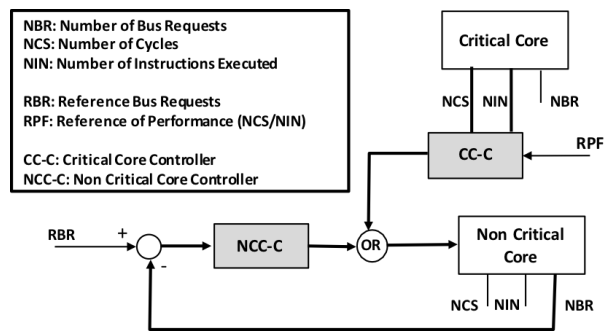 NBR: Number of Bus Requests
NCS: Number of Cycles
NIN: Number of Instructions Executed
RBR: Reference Bus Requests
RPF: Reference of Performance (NCS/NIN)
CC-C: Critical Core Controller
NCC-C: Non Critical Core Controller
Critical Core
NCS
NIN
NBR
CC-C
RPF
RBR
+
-
NCC-C
OR
Non Critical
Core
NCS
NIN
NBR